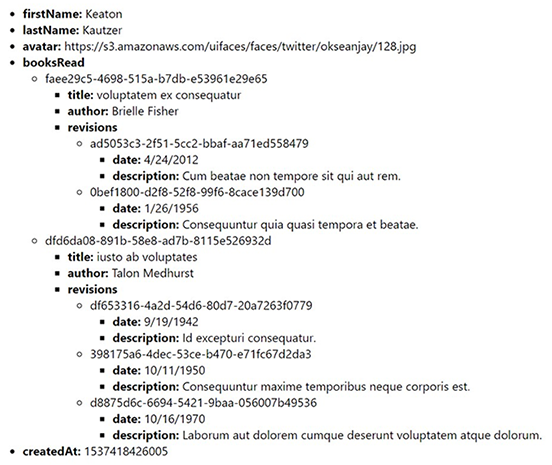 firstName: Keaton
lastName: Kautzer
avatar: https://s3.amazonaws.com/uifaces/faces/twitter/okseanjay/128.jpg
booksRead
faee29c5-4698-515a-b7db-e53961e29e65
title: voluptatem ex consequatur
author: Brielle Fisher
revisions
ad5053c3-2f51-5cc2-bbaf-aa71ed558479
date: 4/24/2012
description: Cum beatae non tempore sit qui aut rem.
0bef1800-d2f8-52f8-99f6-8cace139d700
date: 1/26/1956
description: Consequuntur quia quasi tempora et beatae.
dfd6da08-891b-58e8-ad7b-8115e526932d
title: iusto ab voluptates
author: Talon Medhurst
revisions
df653316-4a2d-54d6-80d7-20a7263f0779
date: 9/19/1942
description: Id excepturi consequatur.
398175a6-4dec-53ce-b470-e71fc67d2da3
date: 10/11/1950
description: Consequuntur maxime temporibus neque corporis est.
d8875d6c-6694-5421-9baa-056007b49536
date: 10/16/1970
description: Laborum aut dolorem cumque deserunt voluptatem atque dolorum.
createdAt: 1537418426005